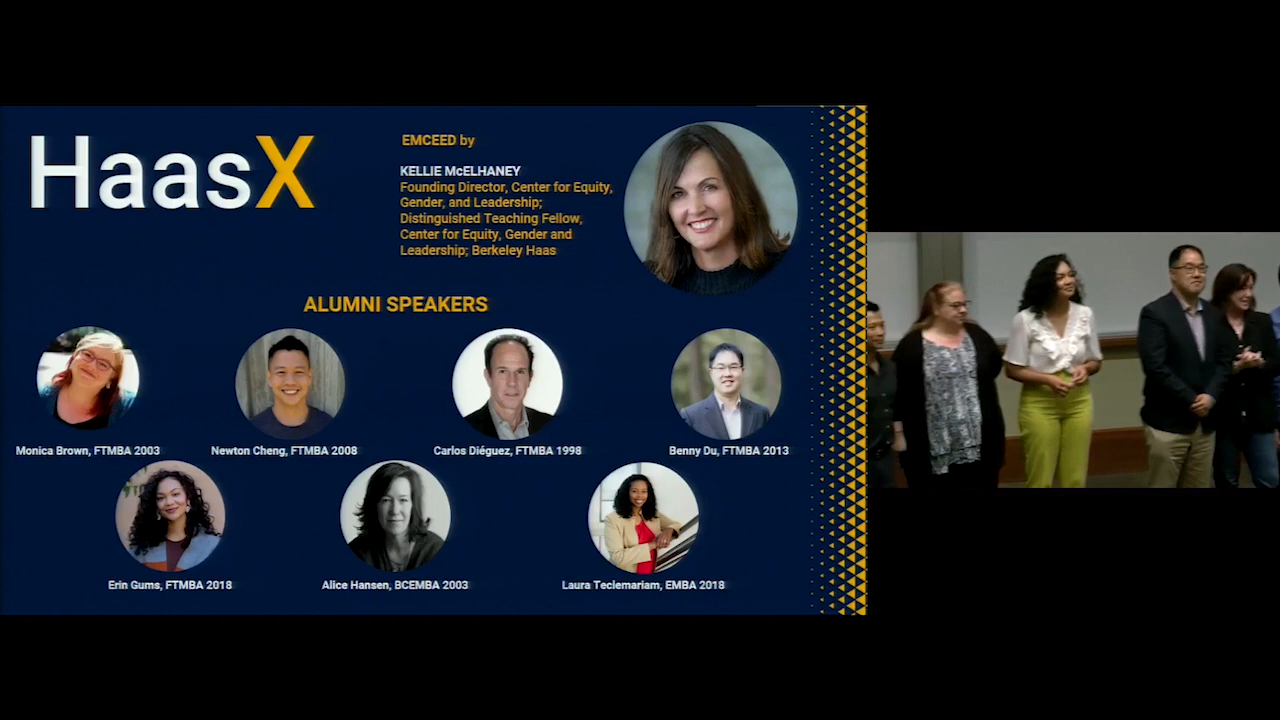 HaasX
EMCEED by
KELLIE McELHANEY
Founding Director, Center for Equity,
Gender, and Leadership;
Distinguished Teaching Fellow,
Center for Equity, Gender and
Leadership; Berkeley Haas
ALUMNI SPEAKERS
Monica Brown, FTMBA 2003
Newton Cheng, FTMBA 2008
Carlos Diéguez, FTMBA 1998
Benny Du, FTMBA 2013
Erin Gums, FTMBA 2018
Alice Hansen, BCEMBA 2003
Laura Teclemariam, EMBA 2018